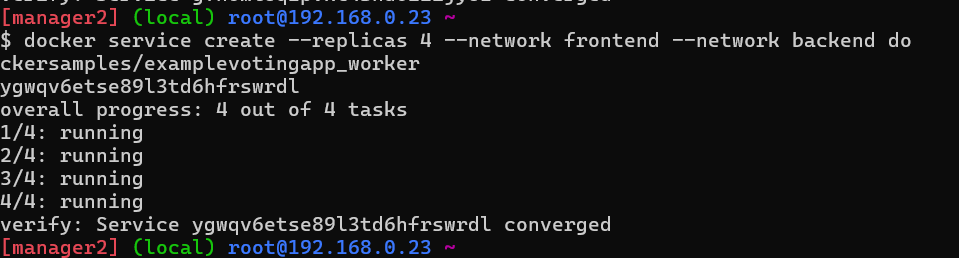 [manager2] (local) root@192.168.0.23 ~
$ docker service create --replicas 4 --network frontend --network backend do
ckersamples/examplevotingapp_worker
ygwqv6etse89l3td6hfrswrdl
overall progress: 4 out of 4 tasks
1/4: running
2/4: running
3/4: running
4/4: running
verify: Service ygwqv6etse89l3td6hfrswrdl converged
[manager2] (local) root@192.168.0.23 ~